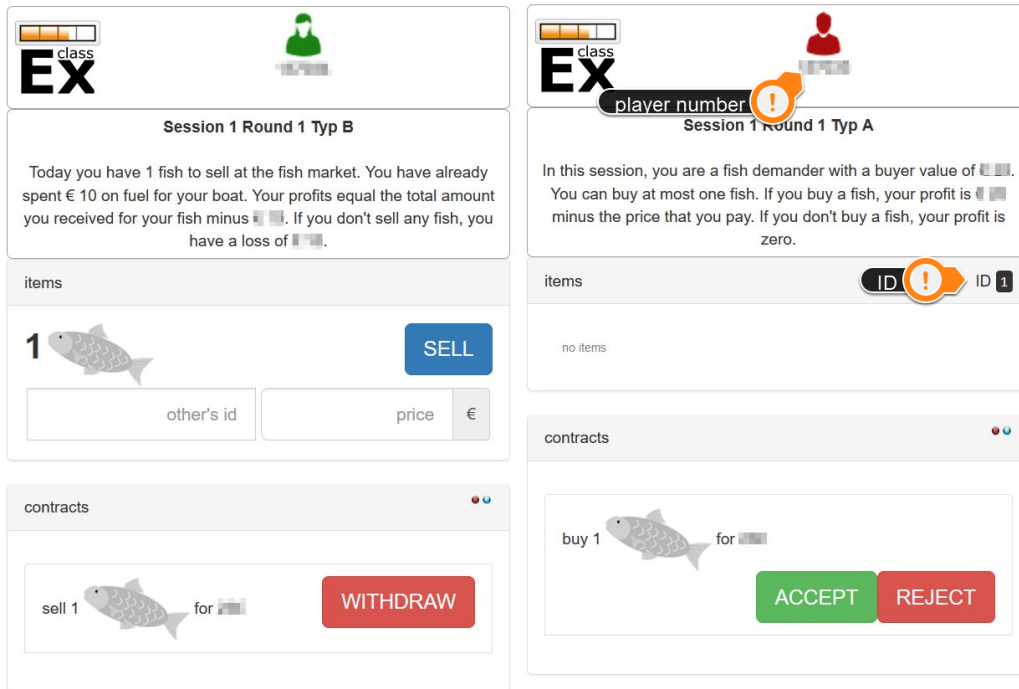 class
Ex
Session 1 Round 1 Typ B
Today you have 1 fish to sell at the fish market. You have already
spent € 10 on fuel for your boat. Your profits equal the total amount
you received for your fish minus . If you don't sell any fish, you
have a loss of .
items
1
SELL
other's id
price €
contracts
sell 1 for
WITHDRAW
class
Ex
player number !
Session 1 Round 1 Typ A
In this session, you are a fish demander with a buyer value of .
You can buy at most one fish. If you buy a fish, your profit is
minus the price that you pay. If you don't buy a fish, your profit is
zero.
items
ID !
ID 1
no items
contracts
buy 1 for
ACCEPT
REJECT